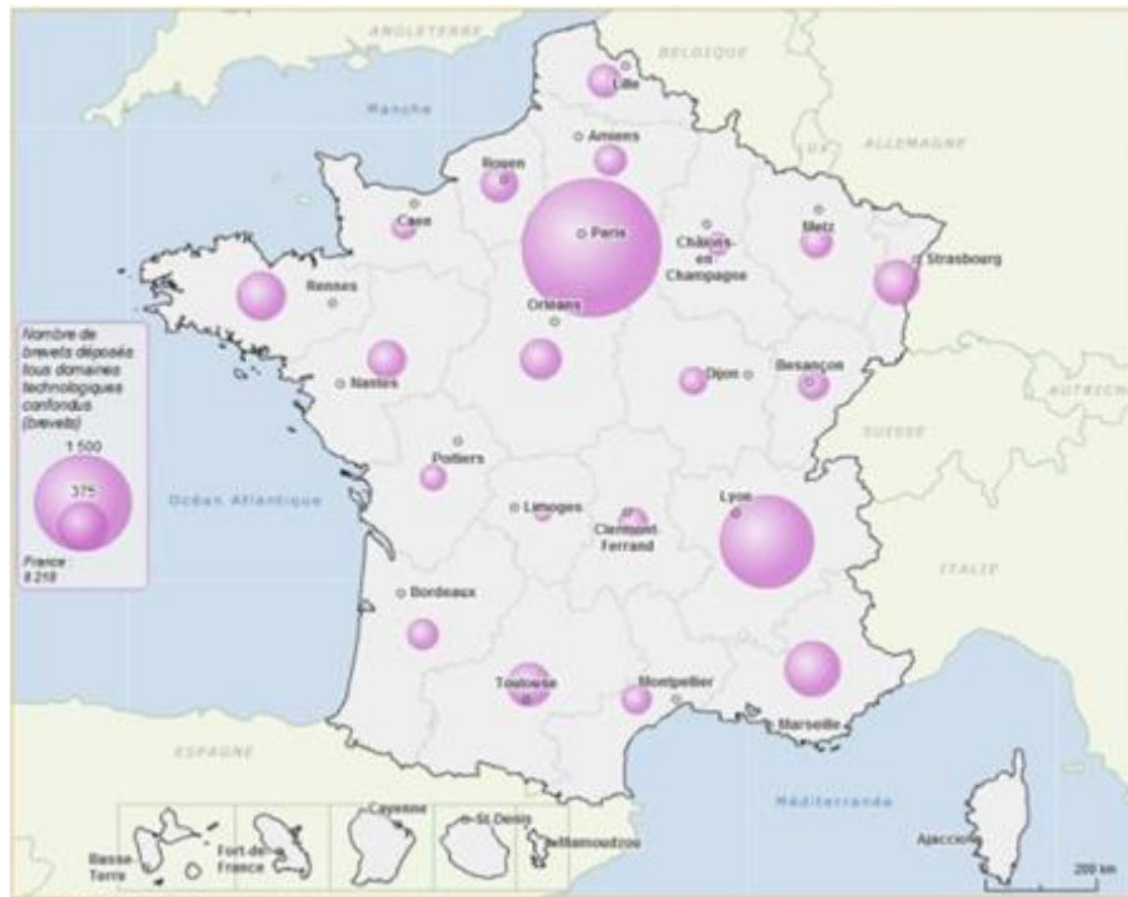 ANGLETERRE
BELGIQUE
Lille
Manche
Amiens
LUX
ALLEMAGNE
Rouen
Caen
Paris
Metz
Châlons-
en
Champagne
Strasbourg
Rennes
Orléans
Nombre de
brevets déposés
tous domaines
technologiques
confondus
(brevets)
1 500
375
France :
8 218
Nantes
Dijon
Besançon
AUTRICHE
SUISSE
Poitiers
Océan Atlantique
Limoges
Clermont-
Ferrand
Lyon
ITALIE
Bordeaux
Toulouse
Montpellier
Marseille
ESPAGNE
Méditerranée
Cayenne
St Denis
Mamoudzou
Basse-
Terre
Fort-de-
France
Ajaccio
200 km